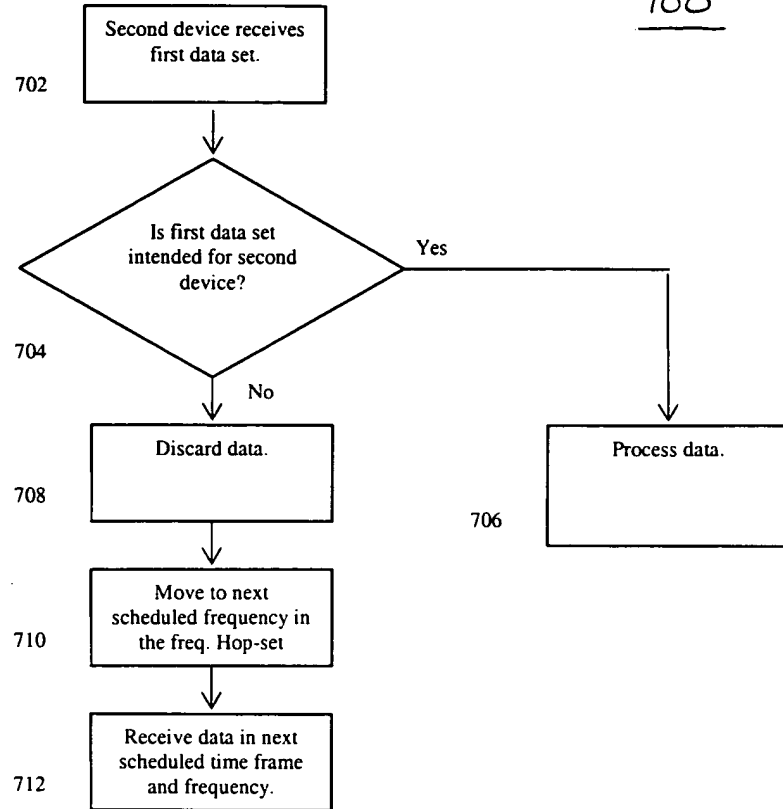 700
Second device receives
first data set.
702
Is first data set
intended for second
device?
Yes
704
No
Discard data.
Process data.
708
706
Move to next
scheduled frequency in
the freq. Hop-set
710
Receive data in next
scheduled time frame
and frequency.
712